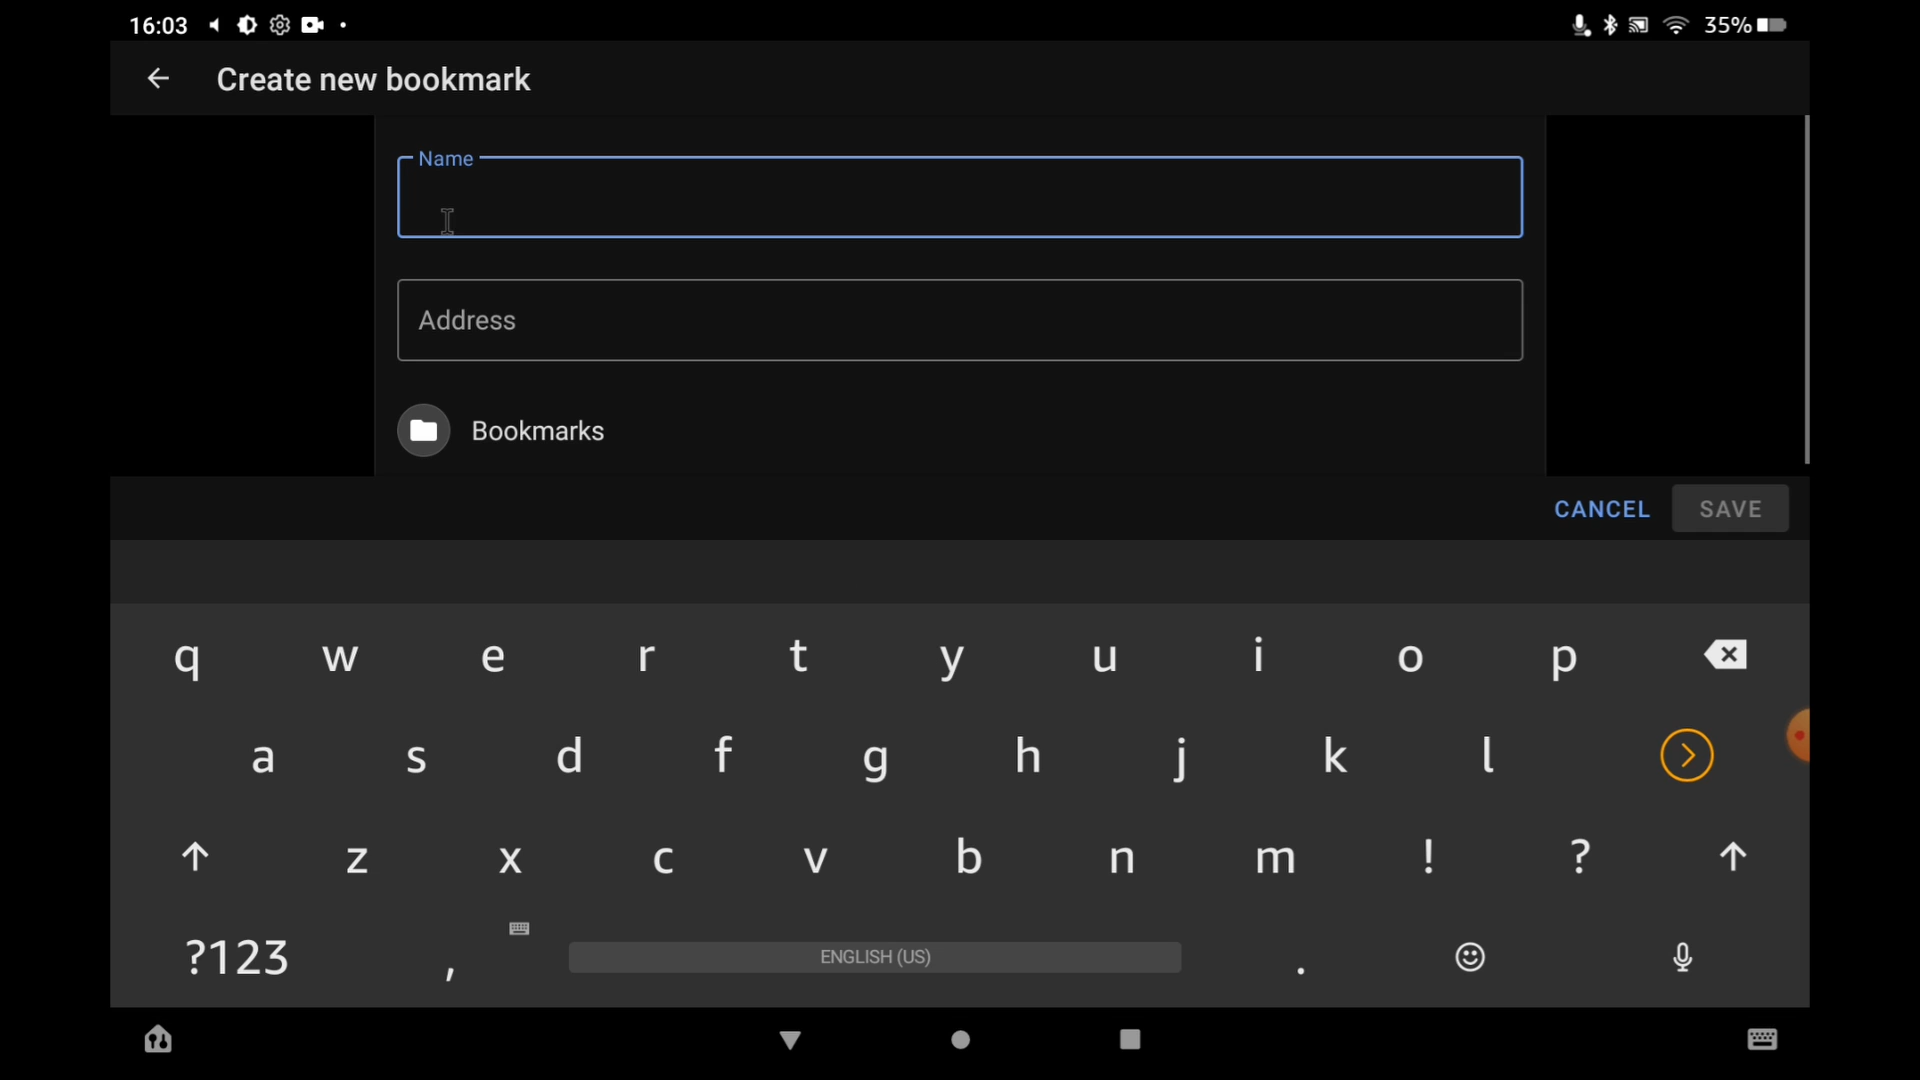 16:03 35%
Create new bookmark
Name
Address
Bookmarks
CANCEL SAVE
q w e r t y u i o p
a s d f g h j k l
z x c v b n m ! ?
?123 , ENGLISH (US) .